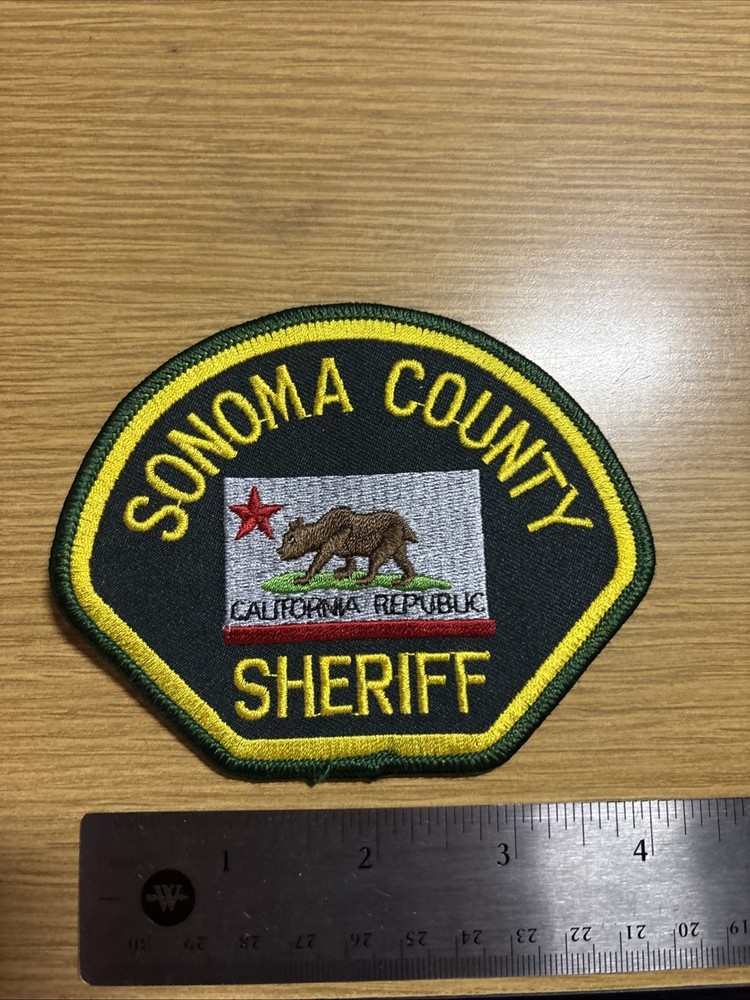 SONOMA COUNTY
CALIFORNIA REPUBLIC
SHERIFF
1 2 3 4
30 29 28 27 26 25 24 23 22 21 20 19